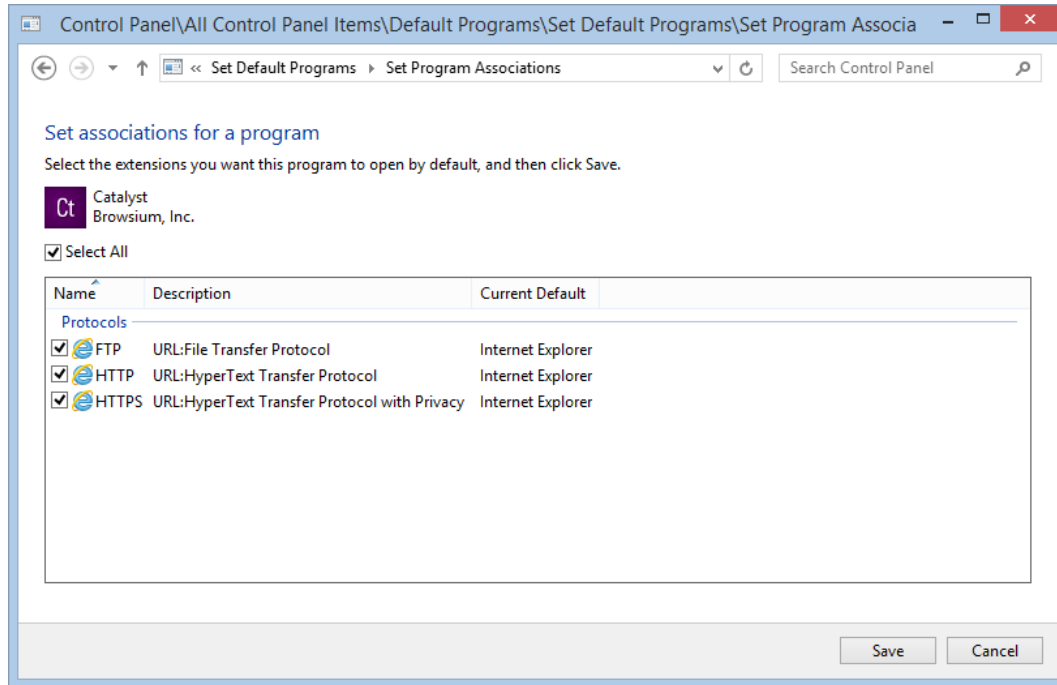 Control Panel\All Control Panel Items\Default Programs\Set Default Programs\Set Program Associa
« Set Default Programs Set Program Associations Search Control Panel
Set associations for a program
Select the extensions you want this program to open by default, and then click Save.
Ct Catalyst
Browsium, Inc.
Select All
Name Description Current Default
Protocols
FTP URL:File Transfer Protocol Internet Explorer
HTTP URL:HyperText Transfer Protocol Internet Explorer
HTTPS URL:HyperText Transfer Protocol with Privacy Internet Explorer
Save Cancel